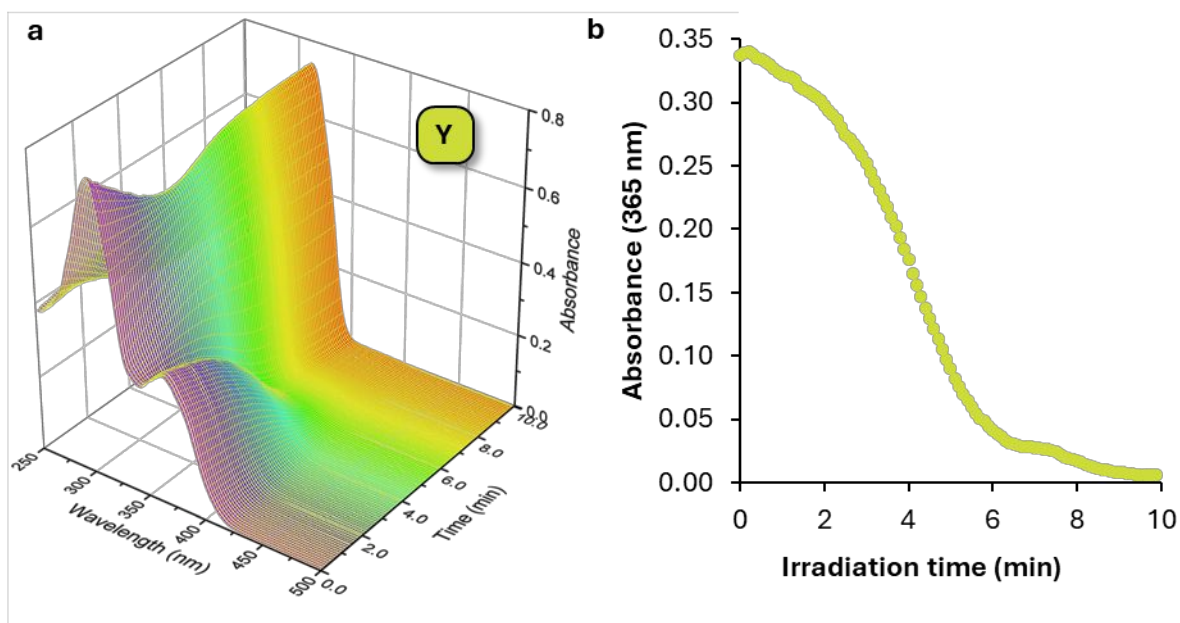 a
Y
0.8
0.6
0.4
0.2
0.0
Absorbance
250
300
350
400
450
500
Wavelength (nm)
0.0
2.0
4.0
6.0
8.0
10.0
Time (min)
b
0.35
0.30
0.25
0.20
0.15
0.10
0.05
0.00
Absorbance (365 nm)
0 2 4 6 8 10
Irradiation time (min)